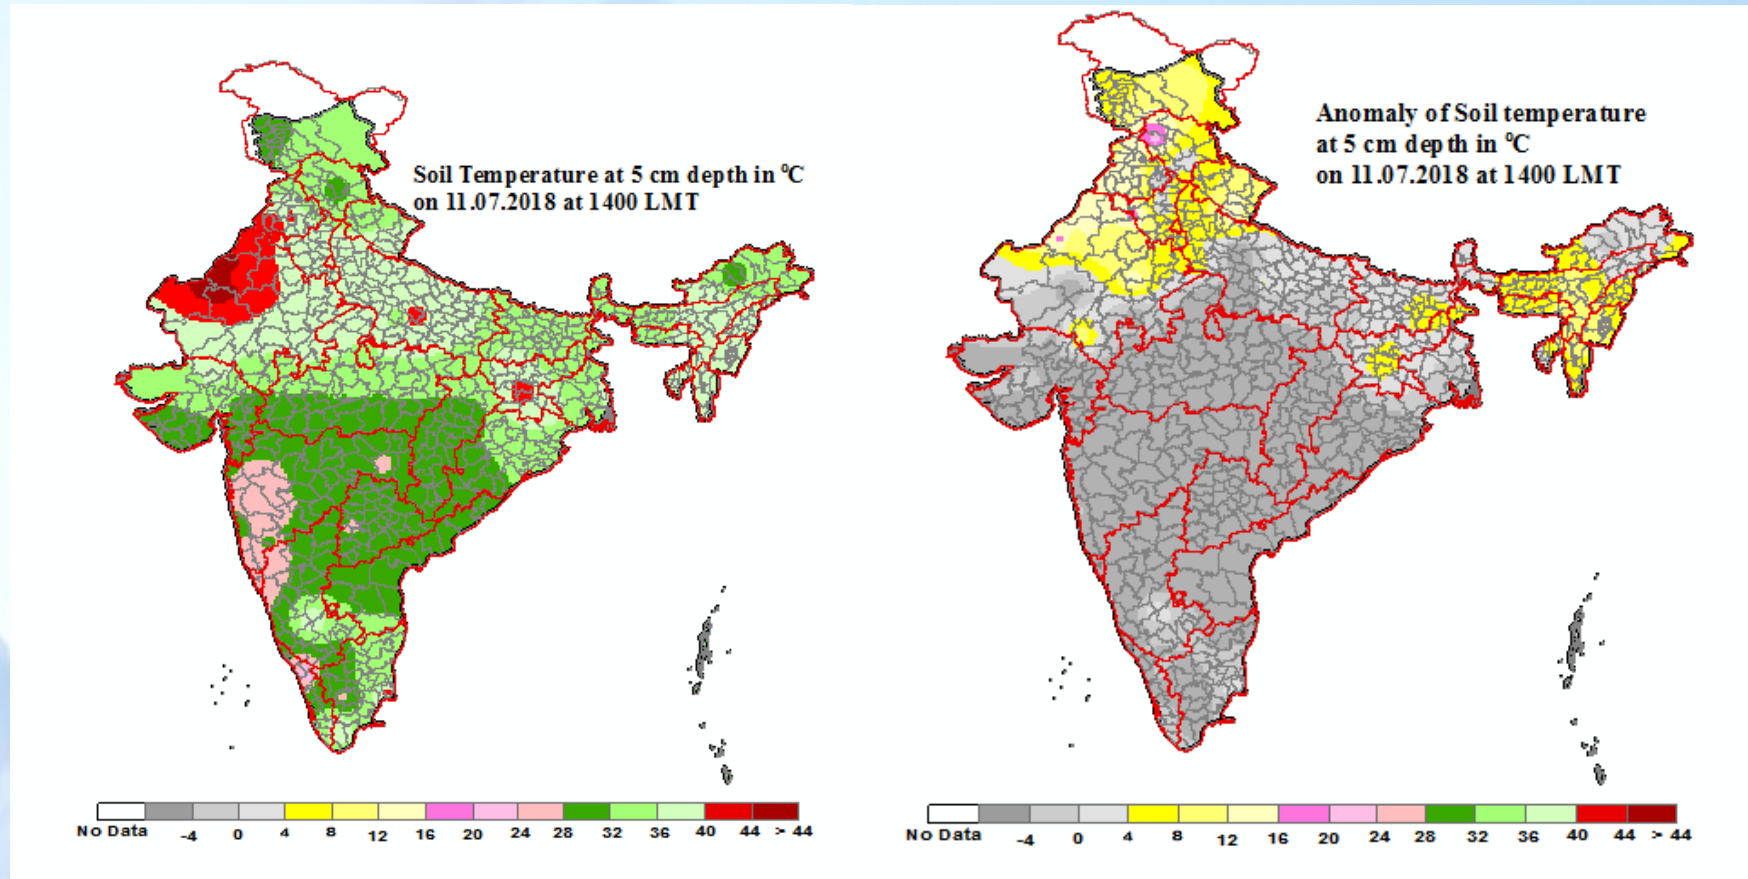 Soil Temperature at 5 cm depth in ⁰C
on 11.07.2018 at 1400 LMT
Anomaly of Soil temperature
at 5 cm depth in ⁰C
on 11.07.2018 at 1400 LMT
No Data -4 0 4 8 12 16 20 24 28 32 36 40 44 > 44
No Data -4 0 4 8 12 16 20 24 28 32 36 40 44 > 44